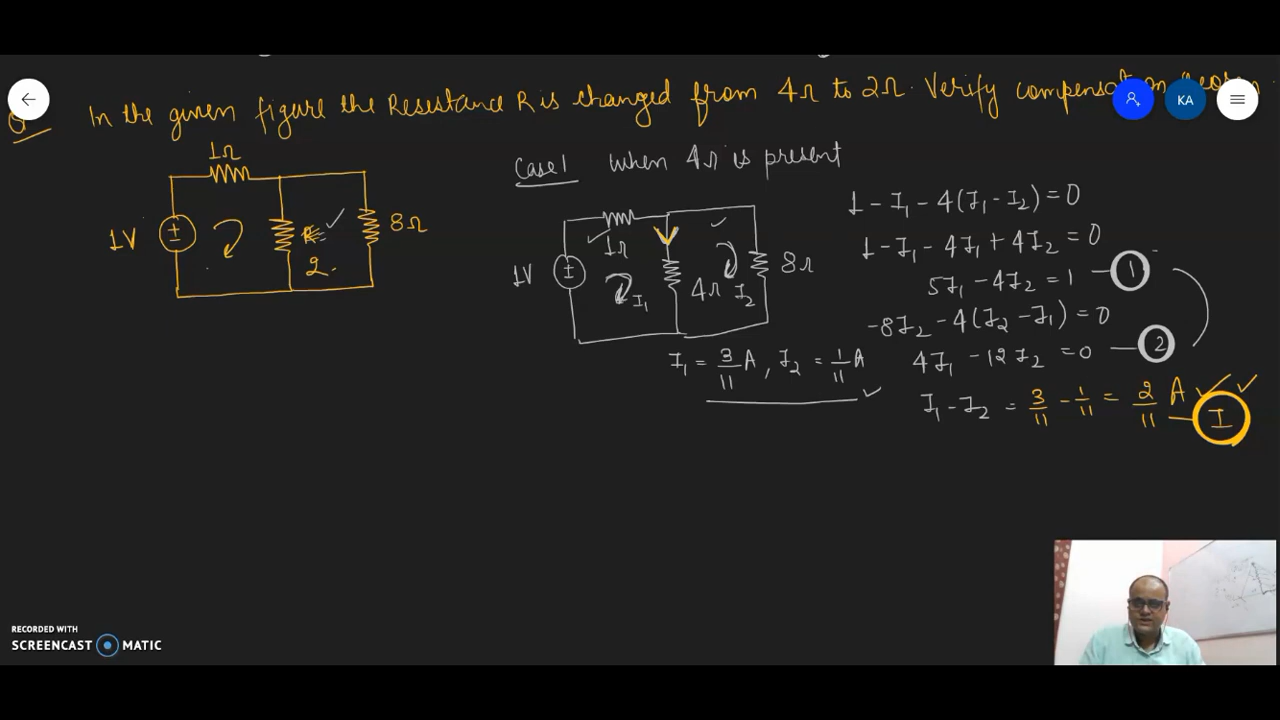 Q In the given figure the Resistance R is changed from 4Ω to 2Ω. Verify
KA
1Ω
1V
2
8Ω
Case1 when 4Ω is present
1Ω
1V
I₁
4Ω
I₂
8Ω
I₁ = 3/11 A, I₂ = 1/11 A
1 - I₁ - 4(I₁ - I₂) = 0
1 - I₁ - 4I₁ + 4I₂ = 0
5I₁ - 4I₂ = 1 — 1
-8I₂ - 4(I₂ - I₁) = 0
4I₁ - 12I₂ = 0 — 2
I₁ - I₂ = 3/11 - 1/11 = 2/11 A — I
RECORDED WITH
SCREENCAST MATIC